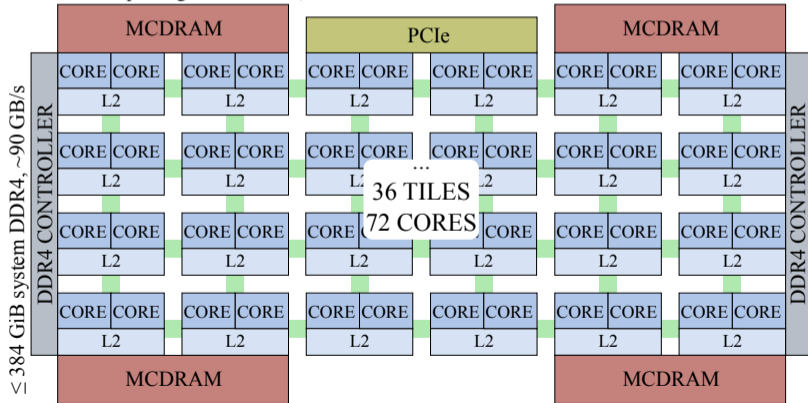 MCDRAM PCIe MCDRAM
CORE CORE CORE CORE CORE CORE CORE CORE CORE CORE CORE CORE
L2 L2 L2 L2 L2 L2
CORE CORE CORE CORE CORE CORE CORE CORE CORE CORE CORE CORE
L2 L2 L2 L2
...
36 TILES
72 CORES
CORE CORE CORE CORE CORE CORE CORE CORE CORE
L2 L2 L2 L2 L2 L2
CORE CORE CORE CORE CORE CORE CORE CORE CORE CORE CORE CORE
L2 L2 L2 L2 L2 L2
MCDRAM MCDRAM
≤ 384 GiB system DDR4, ~90 GB/s
DDR4 CONTROLLER
DDR4 CONTROLLER